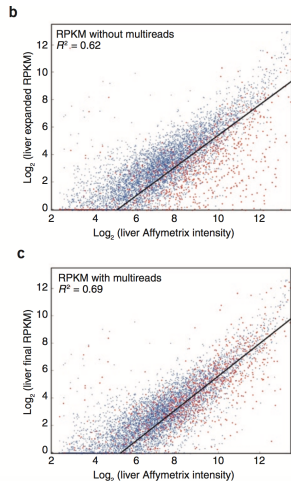 b
RPKM without multireads
R² = 0.62
12
10
8
6
4
2
0
Log₂ (liver expanded RPKM)
2 4 6 8 10 12
Log₂ (liver Affymetrix intensity)
c
RPKM with multireads
R² = 0.69
12
10
8
6
4
2
0
Log₂ (liver final RPKM)
2 4 6 8 10 12
Log₂ (liver Affymetrix intensity)